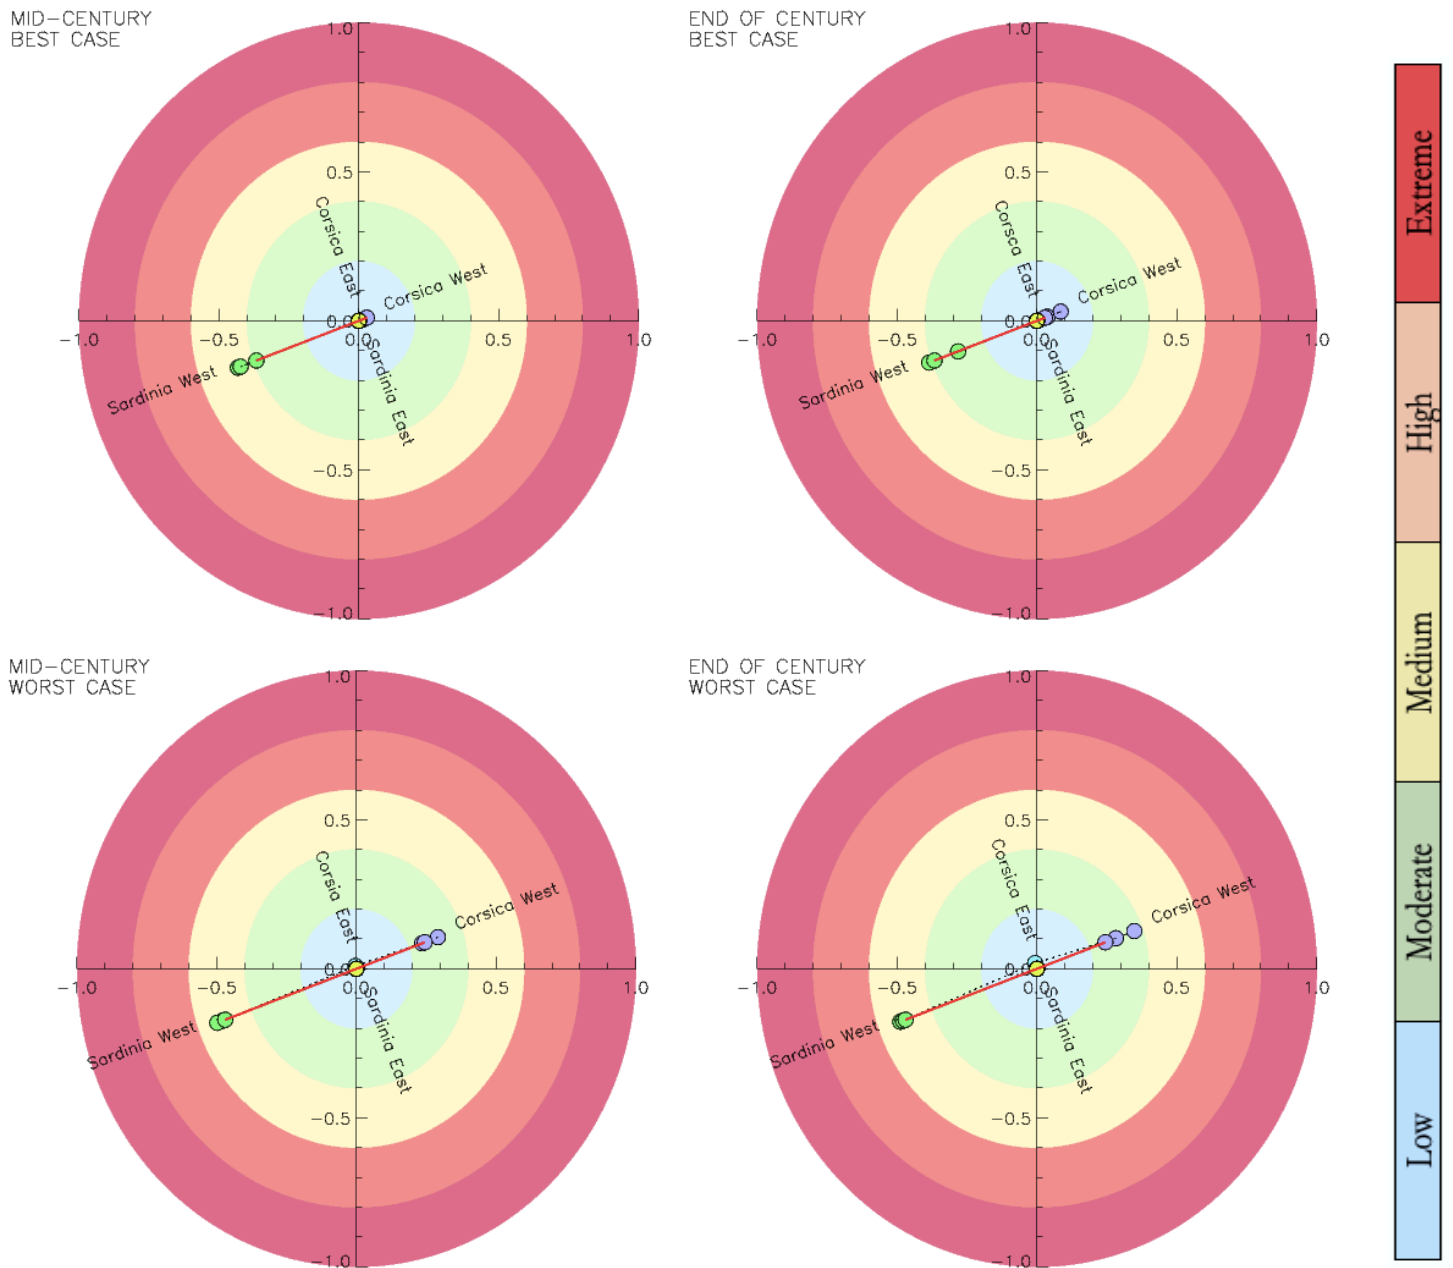 MID-CENTURY
BEST CASE
1.0
0.5
Corsica East
Corsica West
-1.0
-0.5
0.0
0.0
0.5
1.0
Sardinia West
Sardinia East
-0.5
-1.0
END OF CENTURY
BEST CASE
1.0
0.5
Corsca East
Corsica West
-1.0
-0.5
0.0
0.0
0.5
1.0
Sardinia West
Sardinia East
-0.5
-1.0
MID-CENTURY
WORST CASE
1.0
0.5
Corsia East
Corsica West
-1.0
-0.5
0.0
0.0
0.5
1.0
Sardinia West
Sardinia East
-0.5
-1.0
END OF CENTURY
WORST CASE
1.0
0.5
Corsica East
Corsica West
-1.0
-0.5
0.0
0.0
0.5
1.0
Sardinia West
Sardinia East
-0.5
-1.0
Extreme
High
Medium
Moderate
Low